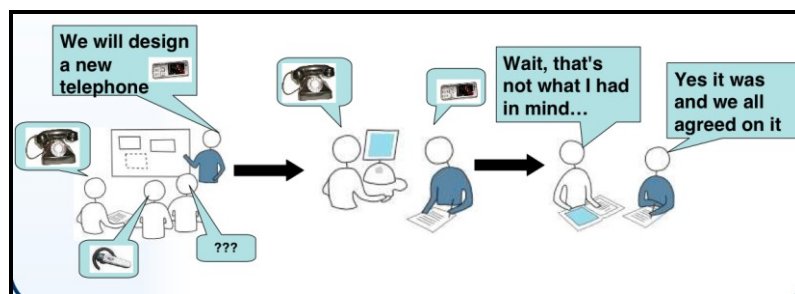 We will design
a new
telephone
???
Wait, that's
not what I had
in mind…
Yes it was
and we all
agreed on it